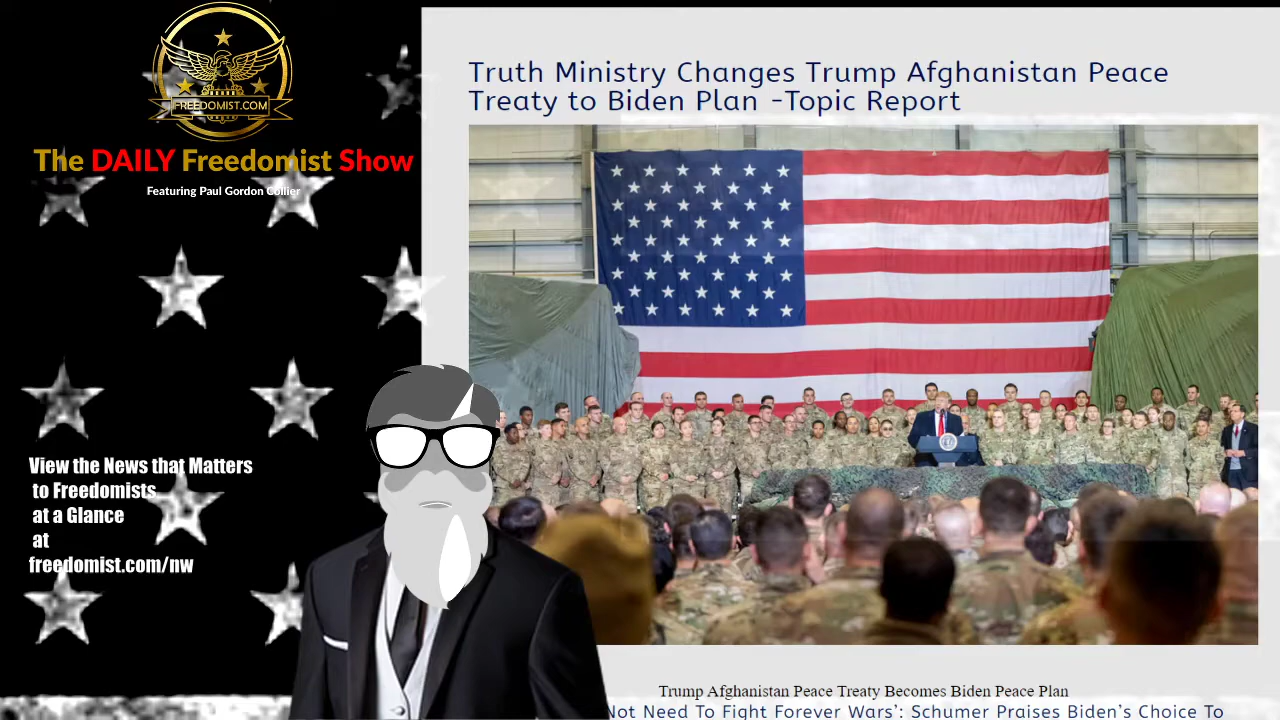 FREEDOMIST.COM
The DAILY Freedomist Show
Featuring Paul Gordon Collier
View the News that Matters
to Freedomists
at a Glance
at
freedomist.com/nw
Truth Ministry Changes Trump Afghanistan Peace
Treaty to Biden Plan -Topic Report
Trump Afghanistan Peace Treaty Becomes Biden Peace Plan
Not Need To Fight Forever Wars’: Schumer Praises Biden’s Choice To